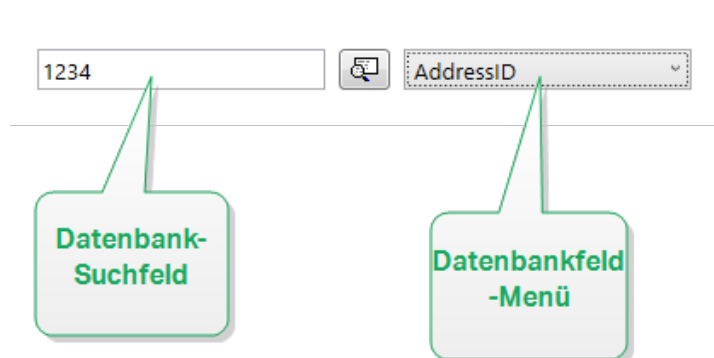 1234
AddressID
Datenbank-
Suchfeld
Datenbankfeld
-Menü